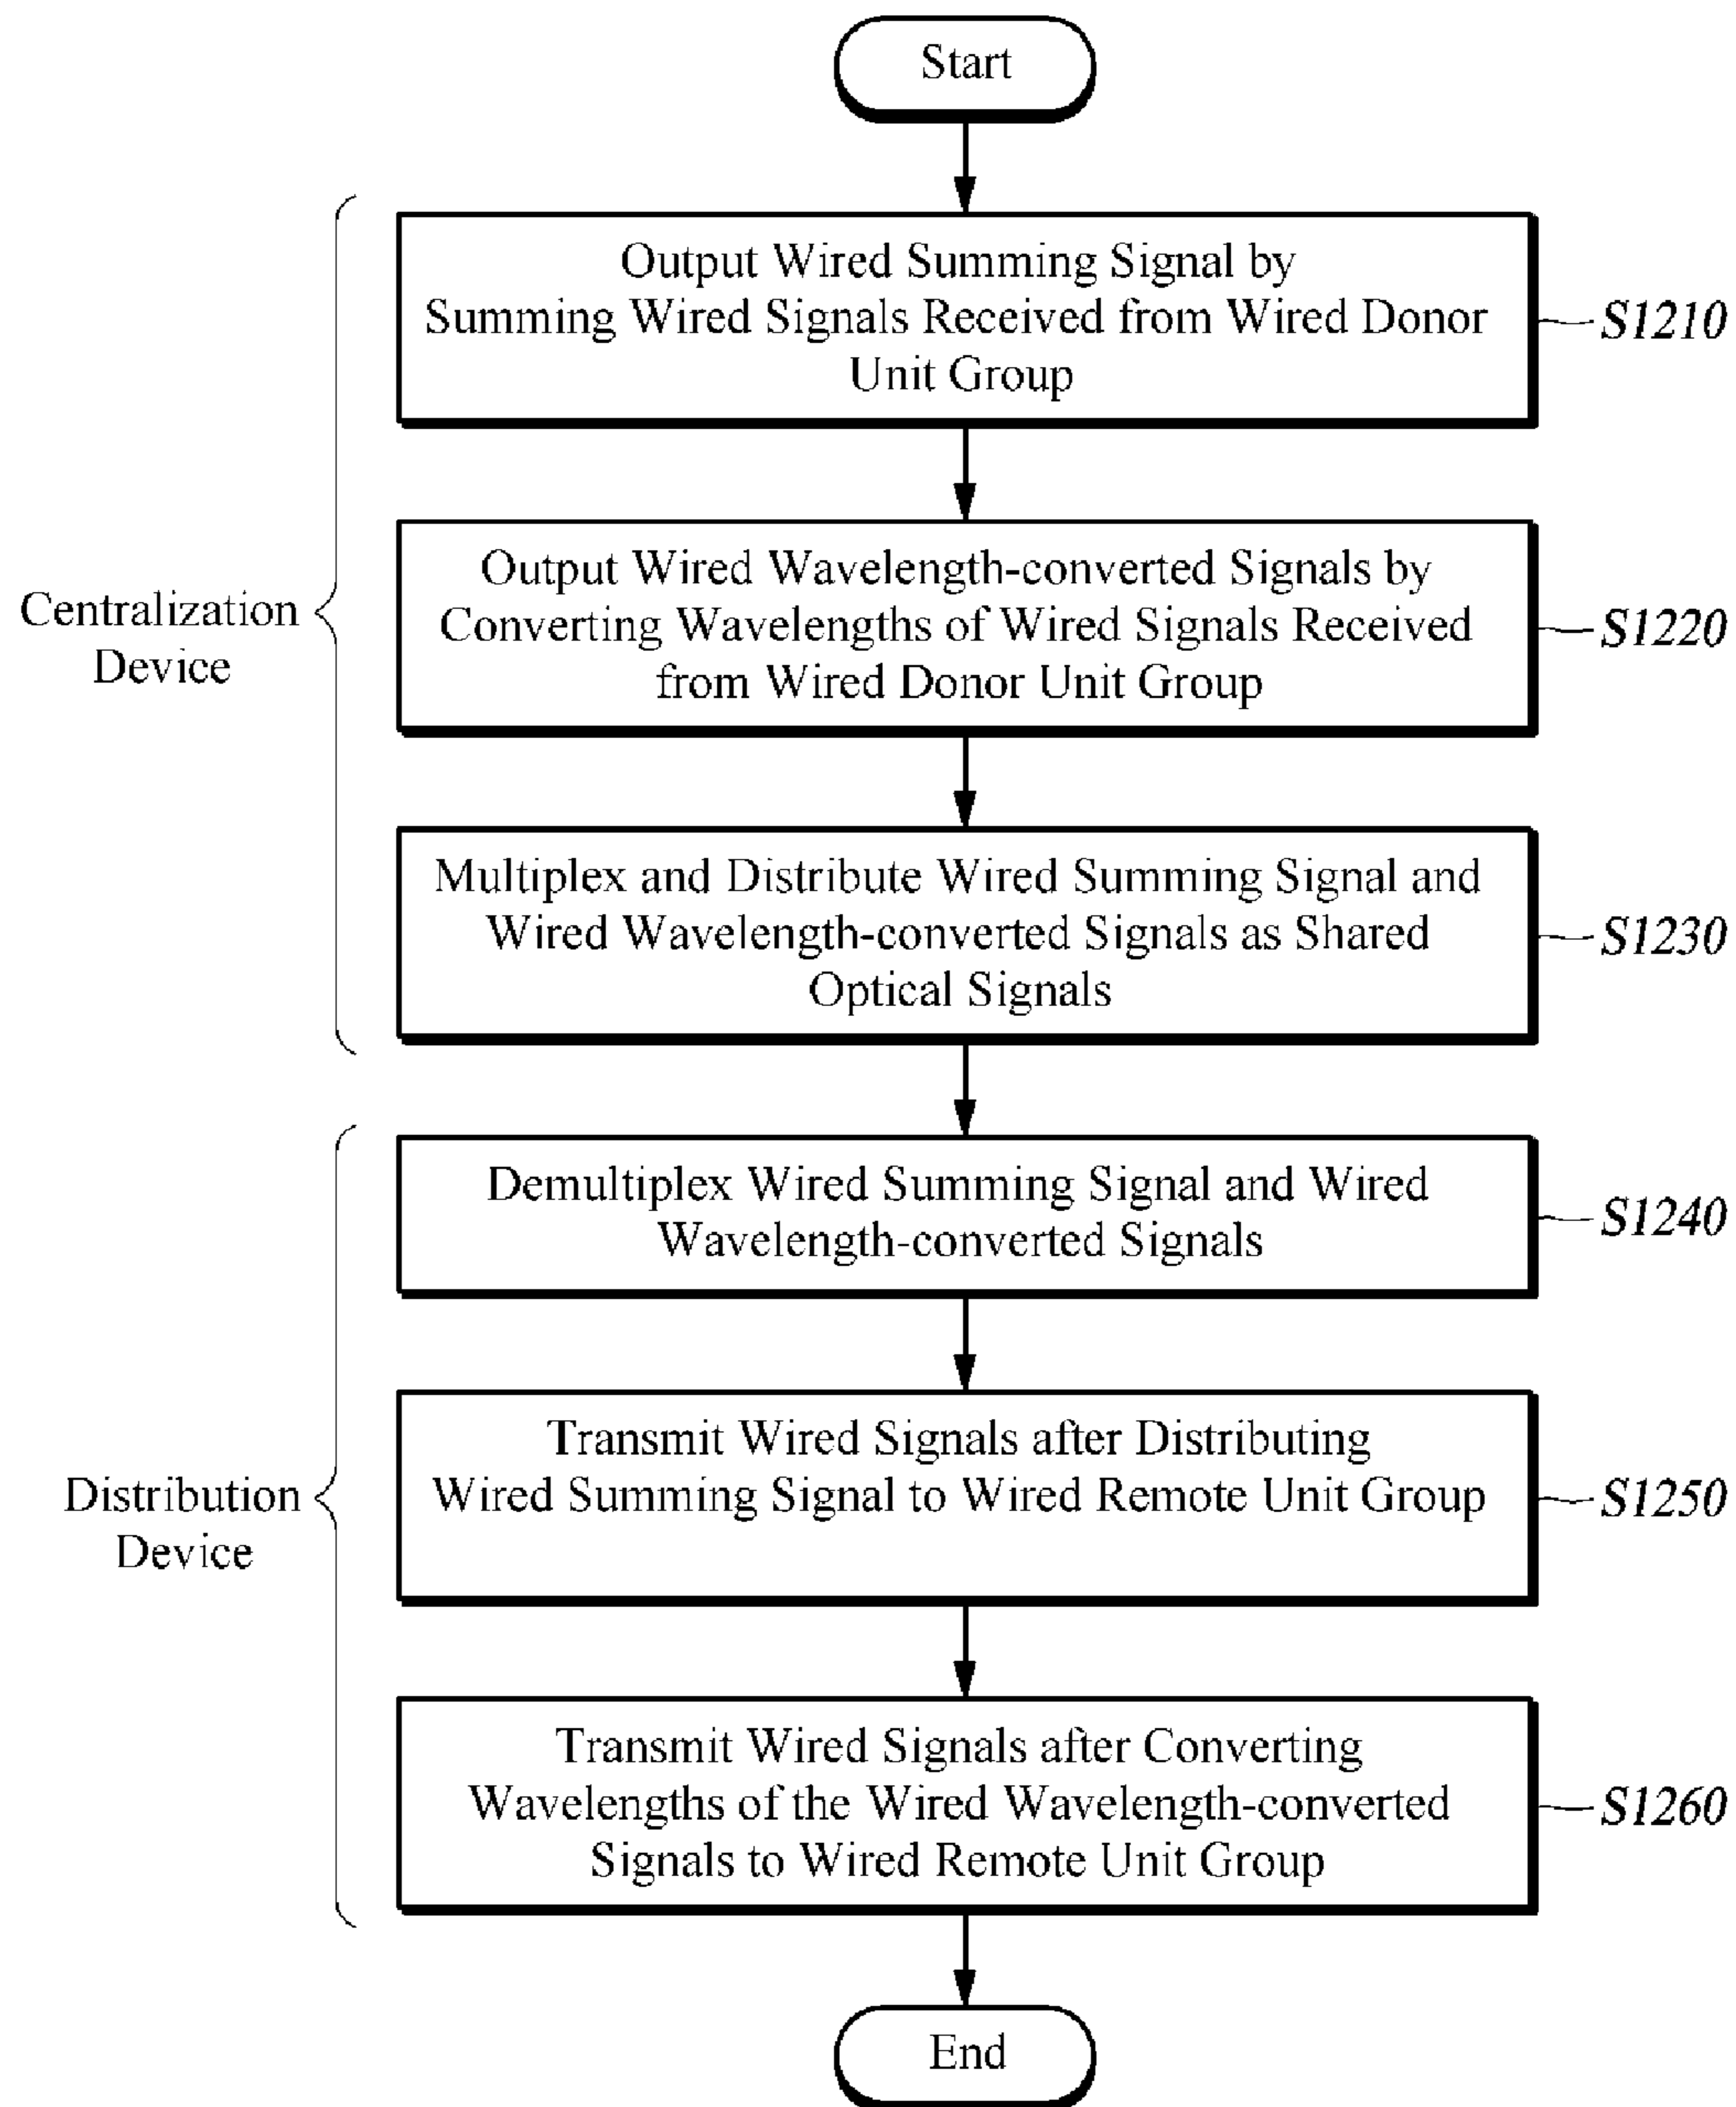 Start
Output Wired Summing Signal by
Summing Wired Signals Received from Wired Donor
Unit Group
S1210
Output Wired Wavelength-converted Signals by
Converting Wavelengths of Wired Signals Received
from Wired Donor Unit Group
S1220
Centralization
Device
Multiplex and Distribute Wired Summing Signal and
Wired Wavelength-converted Signals as Shared
Optical Signals
S1230
Demultiplex Wired Summing Signal and Wired
Wavelength-converted Signals
S1240
Transmit Wired Signals after Distributing
Wired Summing Signal to Wired Remote Unit Group
S1250
Distribution
Device
Transmit Wired Signals after Converting
Wavelengths of the Wired Wavelength-converted
Signals to Wired Remote Unit Group
S1260
End